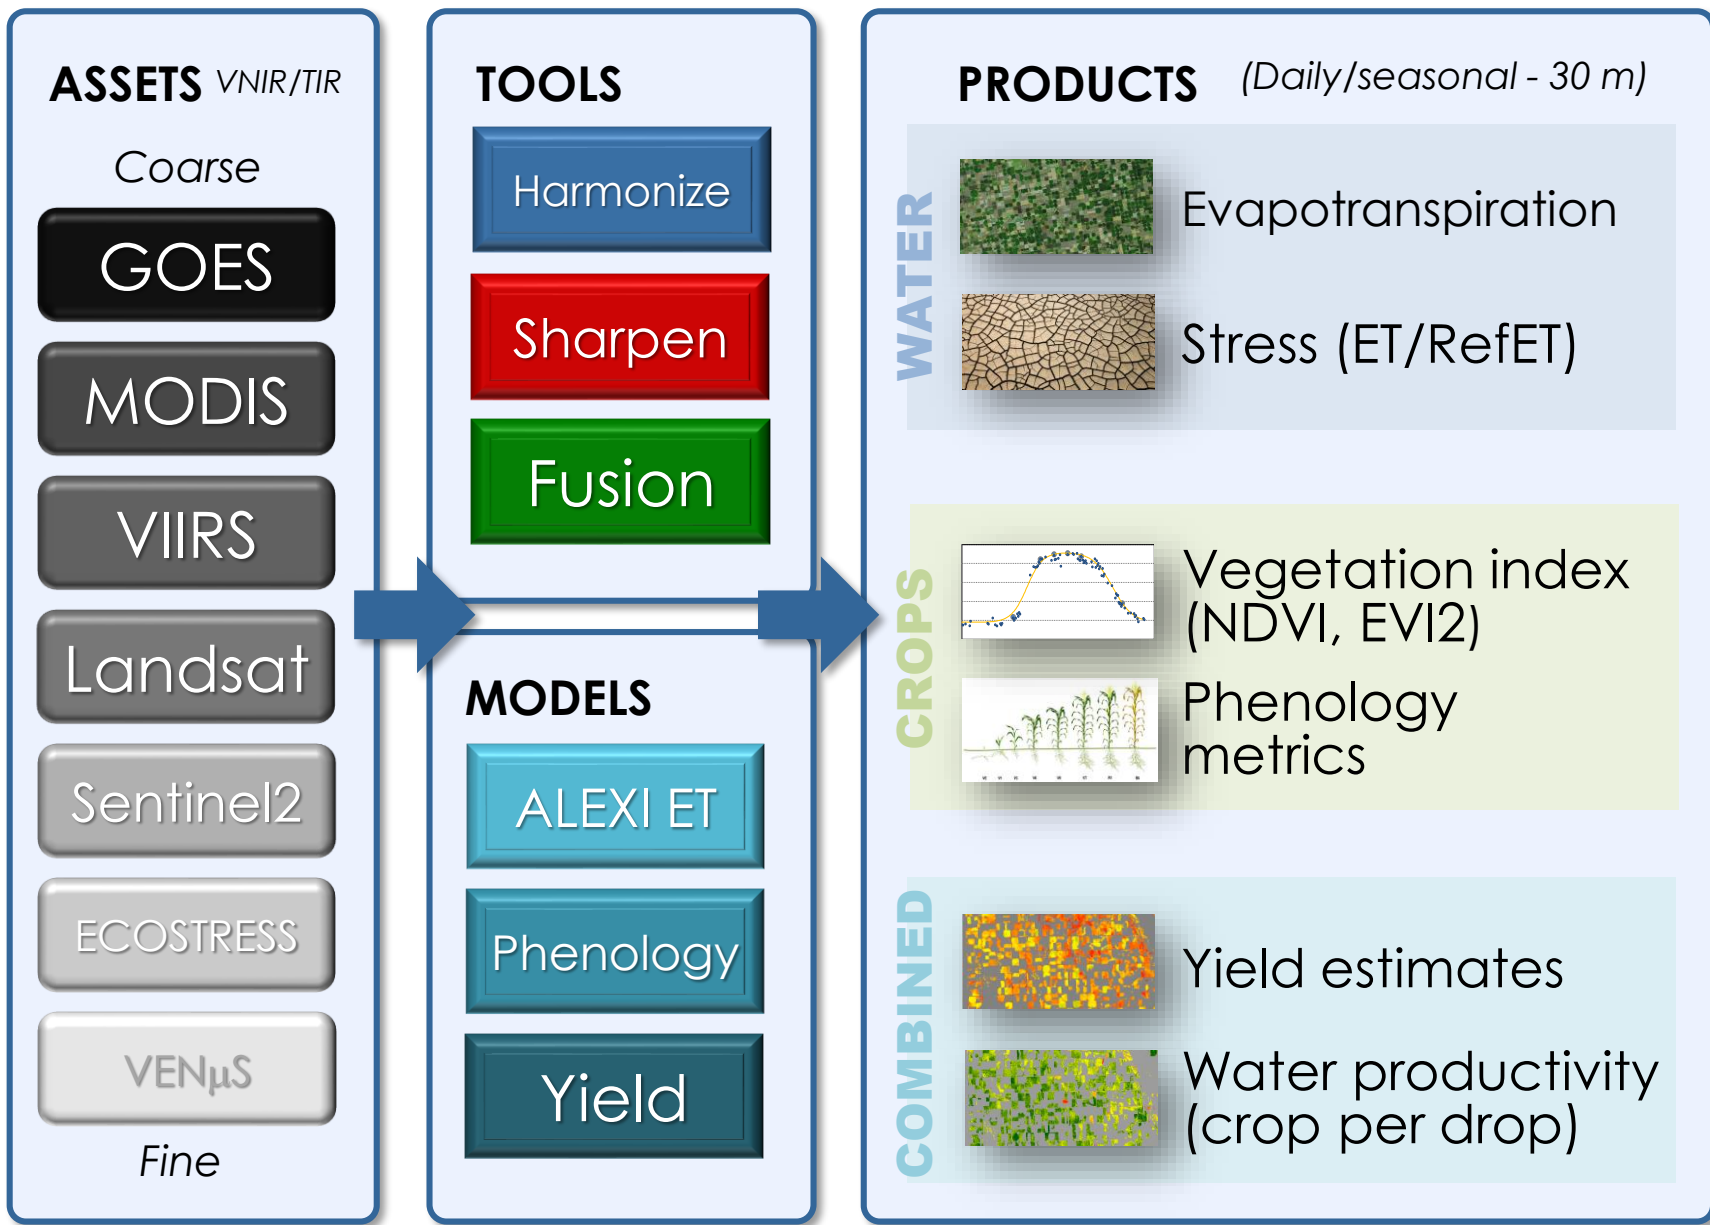 ASSETS VNIR/TIR
Coarse
GOES
MODIS
VIIRS
Landsat
Sentinel2
ECOSTRESS
VENµS
Fine
TOOLS
Harmonize
Sharpen
Fusion
MODELS
ALEXI ET
Phenology
Yield
PRODUCTS (Daily/seasonal - 30 m)
WATER
Evapotranspiration
Stress (ET/RefET)
CROPS
Vegetation index
(NDVI, EVI2)
Phenology
metrics
COMBINED
Yield estimates
Water productivity
(crop per drop)